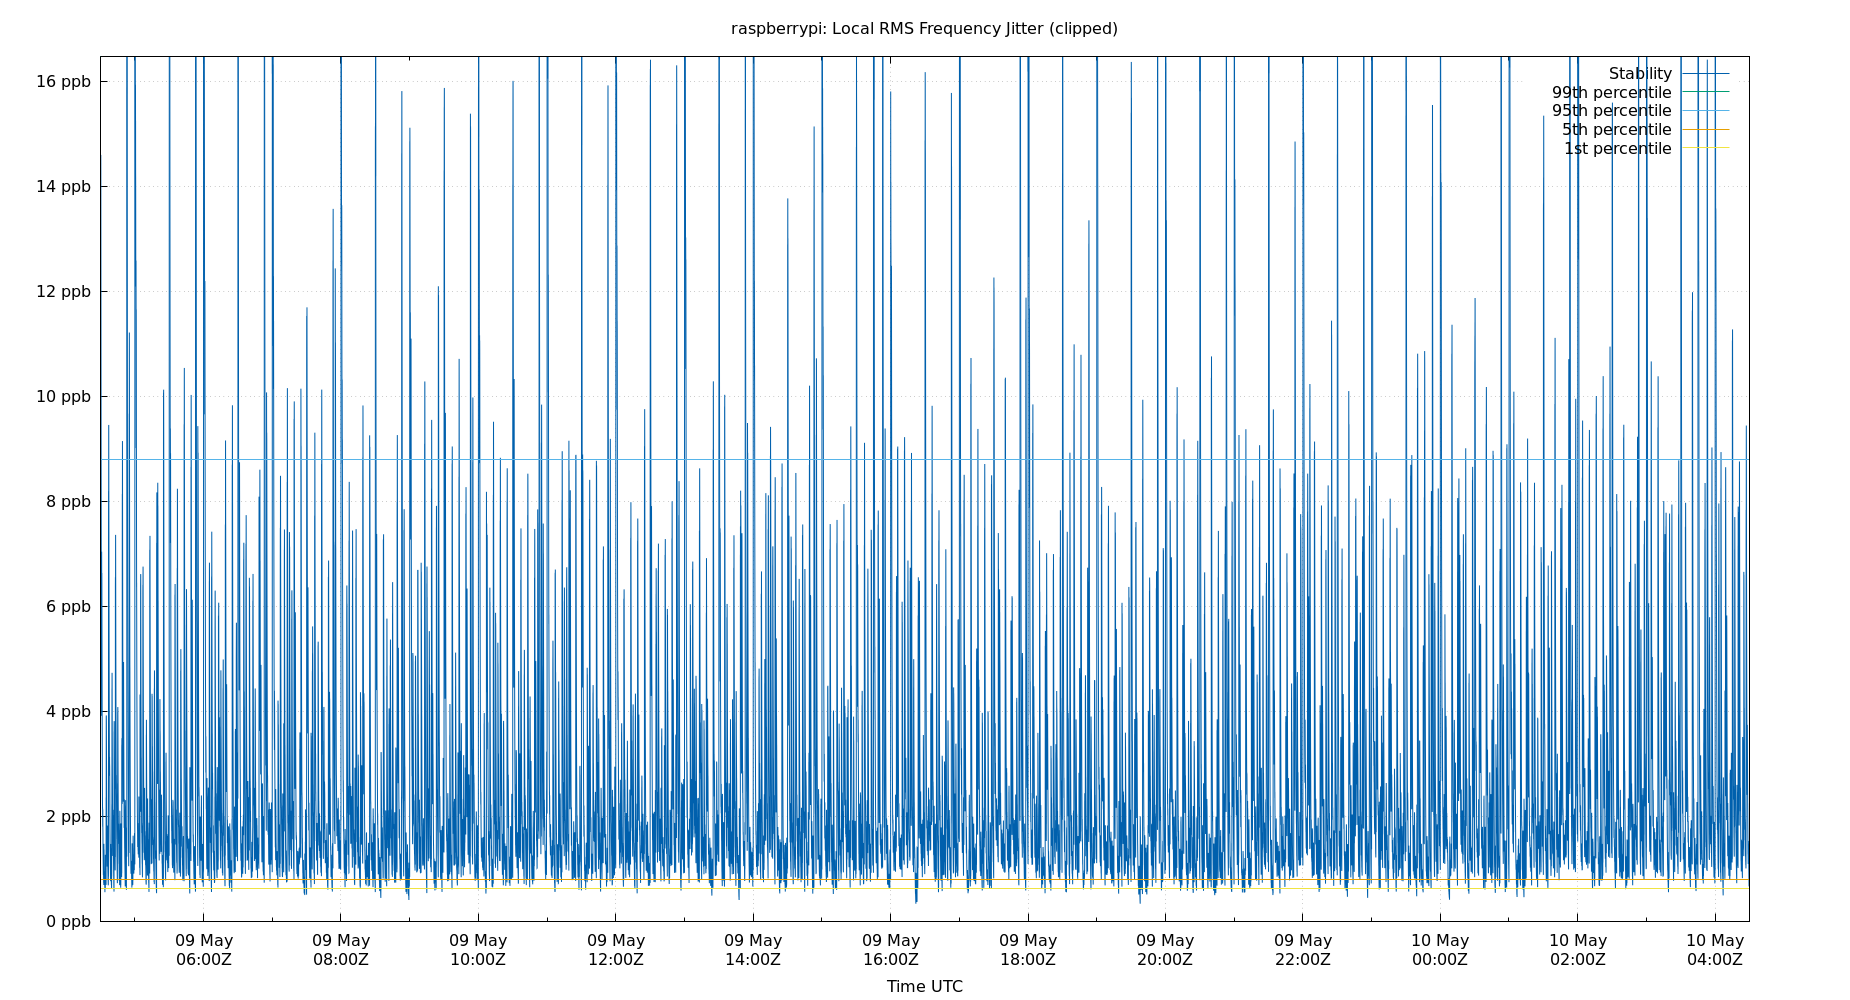 raspberrypi: Local RMS Frequency Jitter (clipped)
16 ppb
14 ppb
12 ppb
10 ppb
8 ppb
6 ppb
4 ppb
2 ppb
0 ppb
Stability
99th percentile
95th percentile
5th percentile
1st percentile
09 May 09 May 09 May 09 May 09 May 09 May 09 May 09 May 09 May 10 May 10 May 10 May
06:00Z 08:00Z 10:00Z 12:00Z 14:00Z 16:00Z 18:00Z 20:00Z 22:00Z 00:00Z 02:00Z 04:00Z
Time UTC